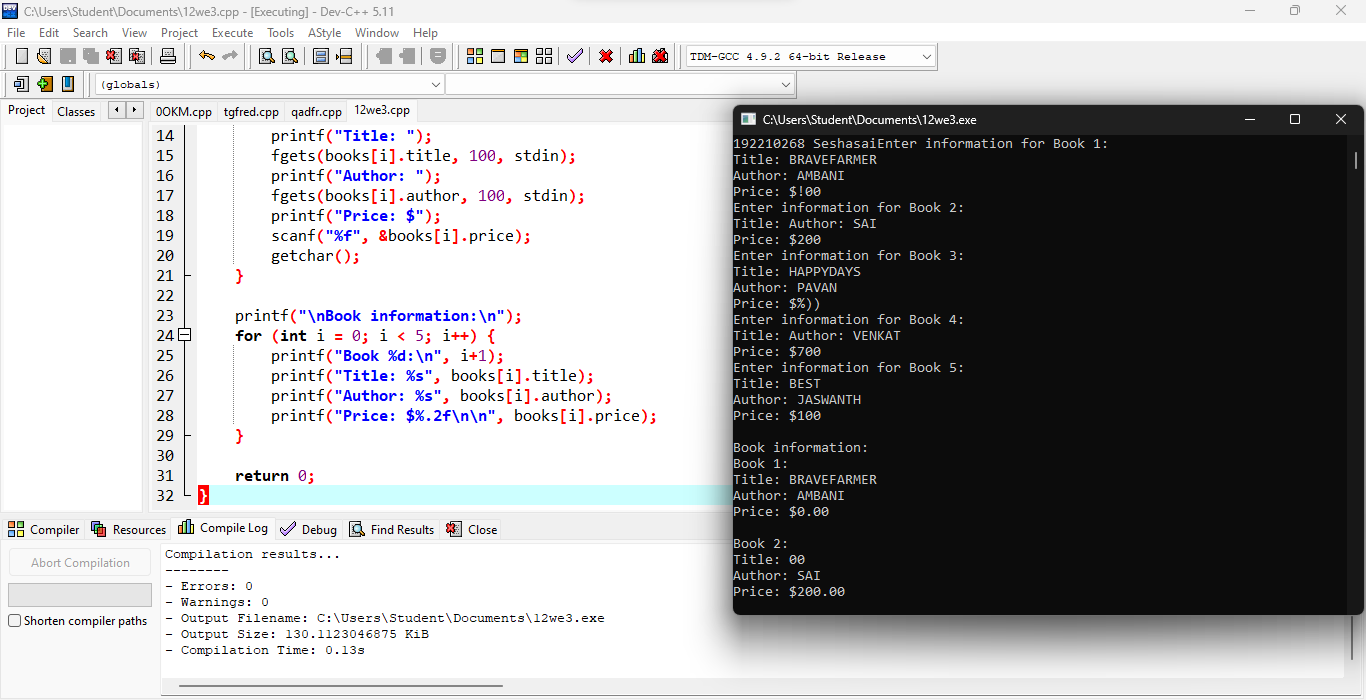 C:\Users\Student\Documents\12we3.cpp - [Executing] - Dev-C++ 5.11
File Edit Search View Project Execute Tools AStyle Window Help
TDM-GCC 4.9.2 64-bit Release
(globals)
Project Classes
0OKM.cpp tgfred.cpp qadfr.cpp 12we3.cpp
14 printf("Title: ");
15 fgets(books[i].title, 100, stdin);
16 printf("Author: ");
17 fgets(books[i].author, 100, stdin);
18 printf("Price: $");
19 scanf("%f", &books[i].price);
20 getchar();
21 }
22
23 printf("\nBook information:\n");
24 for (int i = 0; i < 5; i++) {
25 printf("Book %d:\n", i+1);
26 printf("Title: %s", books[i].title);
27 printf("Author: %s", books[i].author);
28 printf("Price: $%.2f\n\n", books[i].price);
29 }
30
31 return 0;
32 }
C:\Users\Student\Documents\12we3.exe
192210268 SeshasaiEnter information for Book 1:
Title: BRAVEFARMER
Author: AMBANI
Price: $!00
Enter information for Book 2:
Title: Author: SAI
Price: $200
Enter information for Book 3:
Title: HAPPYDAYS
Author: PAVAN
Price: $%))
Enter information for Book 4:
Title: Author: VENKAT
Price: $700
Enter information for Book 5:
Title: BEST
Author: JASWANTH
Price: $100
Book information:
Book 1:
Title: BRAVEFARMER
Author: AMBANI
Price: $0.00
Book 2:
Title: 00
Author: SAI
Price: $200.00
Compiler Resources Compile Log Debug Find Results Close
Abort Compilation
Shorten compiler paths
Compilation results...
--------
- Errors: 0
- Warnings: 0
- Output Filename: C:\Users\Student\Documents\12we3.exe
- Output Size: 130.1123046875 KiB
- Compilation Time: 0.13s